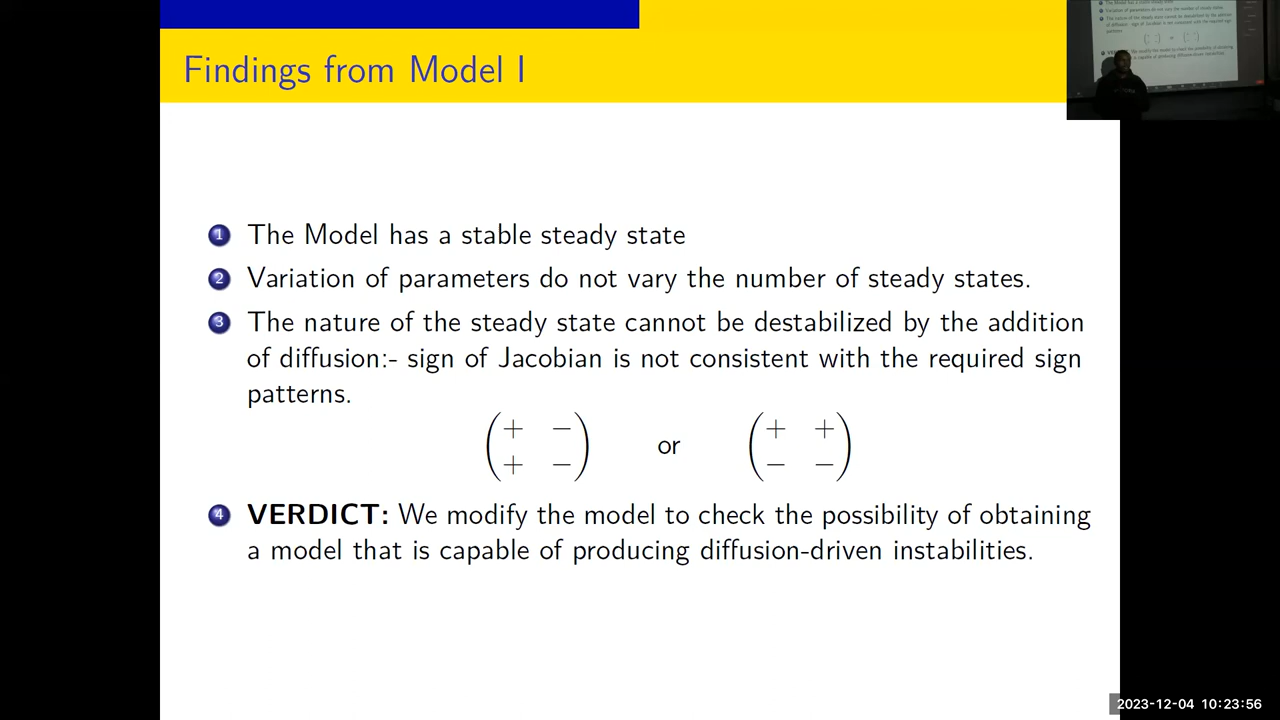 Findings from Model I
1 The Model has a stable steady state
2 Variation of parameters do not vary the number of steady states.
3 The nature of the steady state cannot be destabilized by the addition
of diffusion:- sign of Jacobian is not consistent with the required sign
patterns.
( + − ) or ( + + )
( + − ) ( − − )
4 VERDICT: We modify the model to check the possibility of obtaining
a model that is capable of producing diffusion-driven instabilities.
2023-12-04 10:23:56